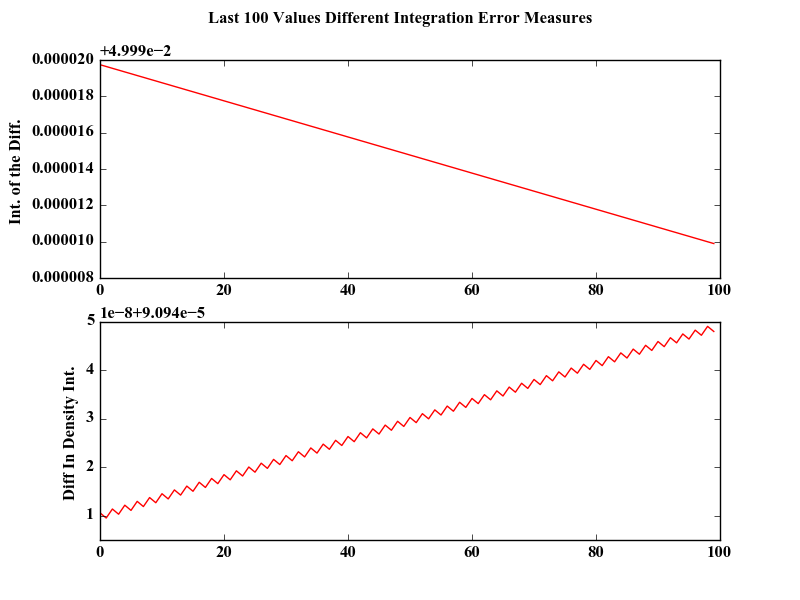 Last 100 Values Different Integration Error Measures
+4.999e−2
0.000020
0.000018
0.000016
0.000014
0.000012
0.000010
0.000008
Int. of the Diff.
0 20 40 60 80 100
1e−8+9.094e−5
5
4
3
2
1
Diff In Density Int.
0 20 40 60 80 100